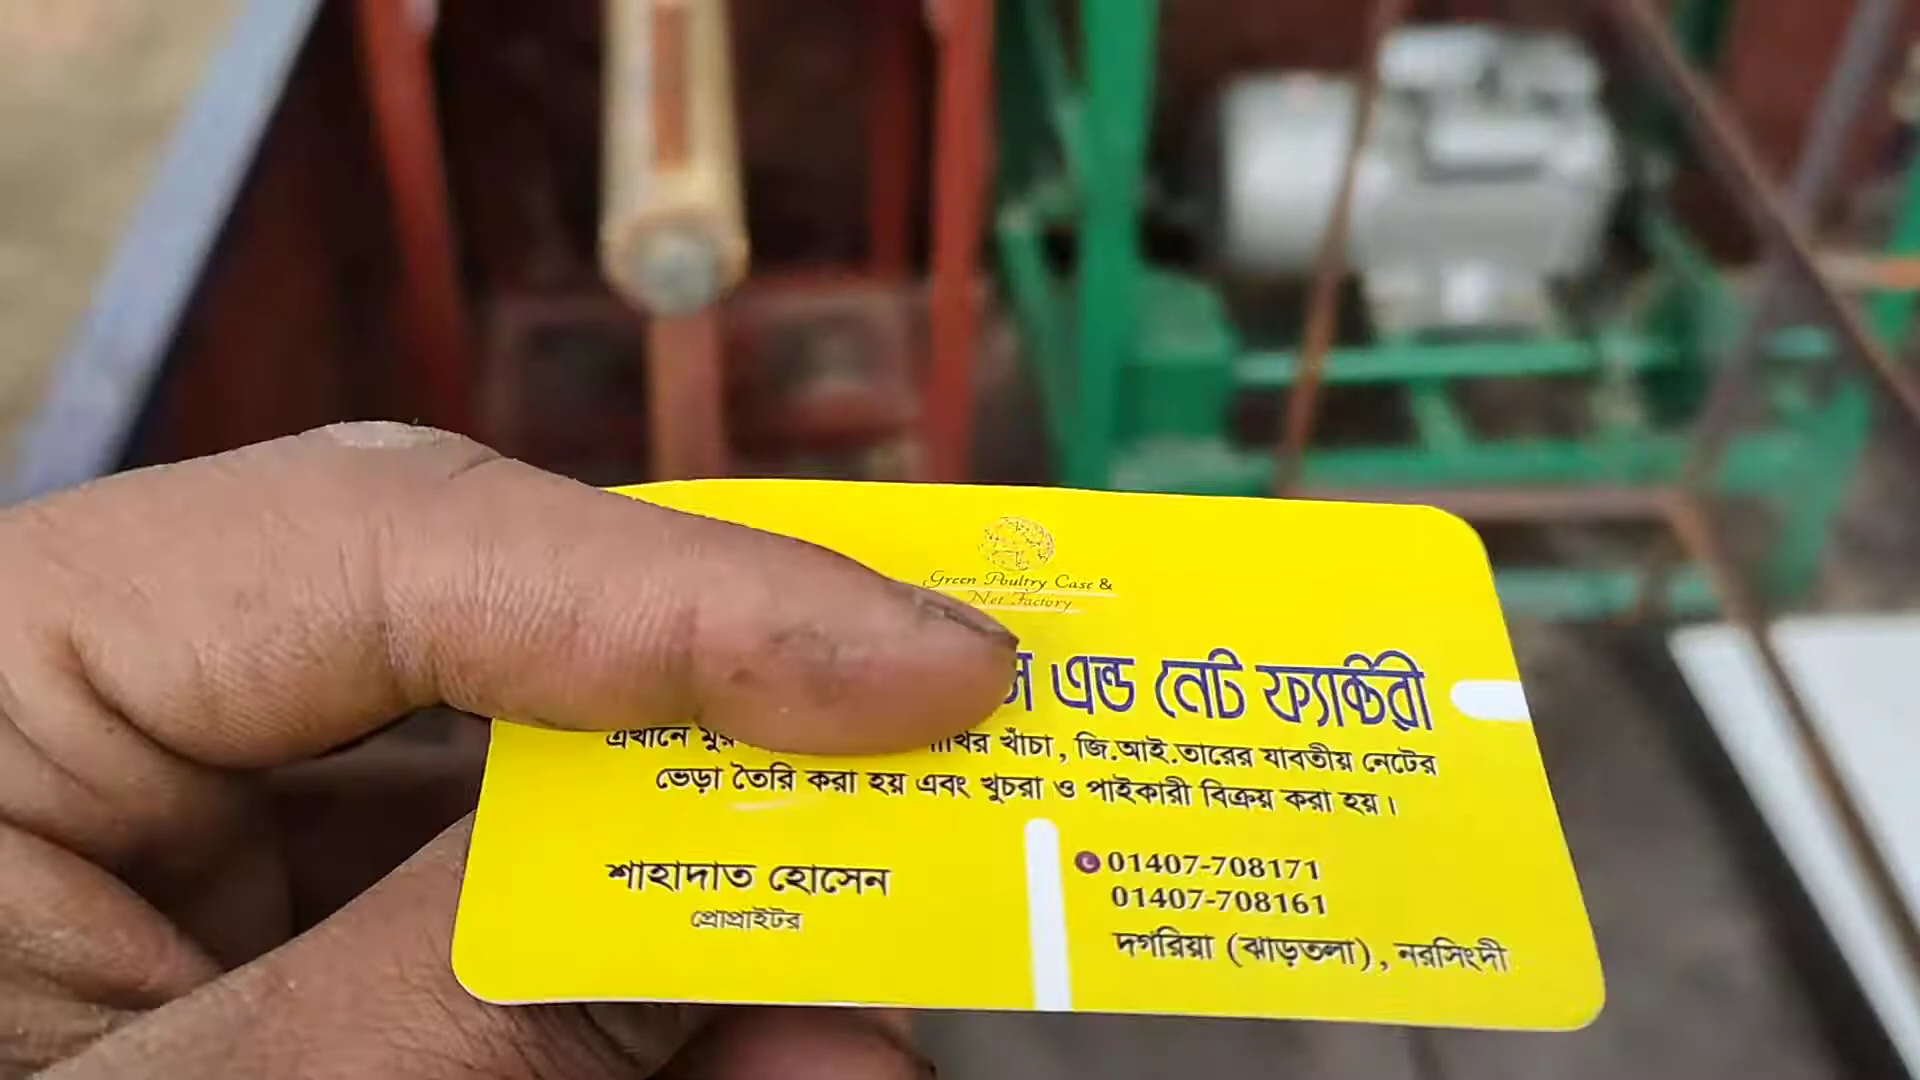 Green Poultry Case &
Net Factory
এন্ড নেট ফ্যাক্টরী
এখানে খাঁচা, জি.আই.তারের যাবতীয় নেটের
ভেড়া তৈরি করা হয় এবং খুচরা ও পাইকারী বিক্রয় করা হয়।
শাহাদাত হোসেন
প্রোপ্রাইটর
01407-708171
01407-708161
দগরিয়া (ঝাড়তলা), নরসিংদী